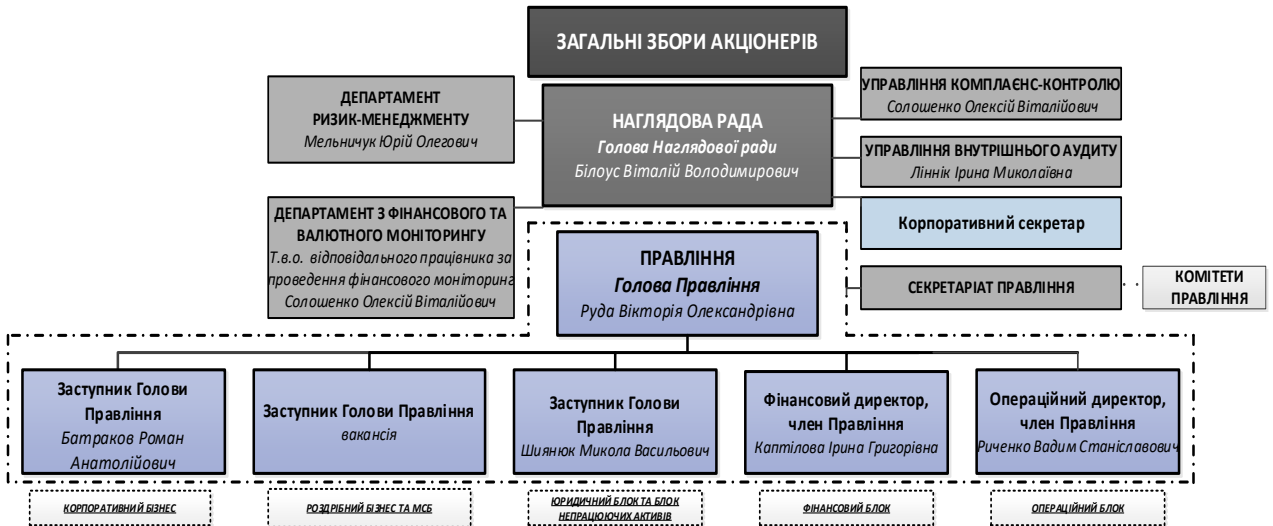 ЗАГАЛЬНІ ЗБОРИ АКЦІОНЕРІВ
ДЕПАРТАМЕНТ
РИЗИК-МЕНЕДЖМЕНТУ
Мельничук Юрій Олегович
НАГЛЯДОВА РАДА
Голова Наглядової ради
Білоус Віталій Володимирович
УПРАВЛІННЯ КОМПЛАЄНС-КОНТРОЛЮ
Солошенко Олексій Віталійович
УПРАВЛІННЯ ВНУТРІШНЬОГО АУДИТУ
Ліннік Ірина Миколаївна
ДЕПАРТАМЕНТ З ФІНАНСОВОГО ТА
ВАЛЮТНОГО МОНІТОРИНГУ
Т.в.о. відповідального працівника за
проведення фінансового моніторинг
Солошенко Олексій Віталійович
Корпоративний секретар
ПРАВЛІННЯ
Голова Правління
Руда Вікторія Олександрівна
СЕКРЕТАРІАТ ПРАВЛІННЯ
КОМІТЕТИ
ПРАВЛІННЯ
Заступник Голови
Правління
Батраков Роман
Анатолійович
Заступник Голови Правління
вакансія
Заступник Голови
Правління
Шиянюк Микола Васильович
Фінансовий директор,
член Правління
Каптілова Ірина Григорівна
Операційний директор,
член Правління
Риченко Вадим Станіславович
КОРПОРАТИВНИЙ БІЗНЕС
РОЗДРІБНИЙ БІЗНЕС ТА МСБ
ЮРИДИЧНИЙ БЛОК ТА БЛОК
НЕПРАЦЮЮЧИХ АКТИВІВ
ФІНАНСОВИЙ БЛОК
ОПЕРАЦІЙНИЙ БЛОК